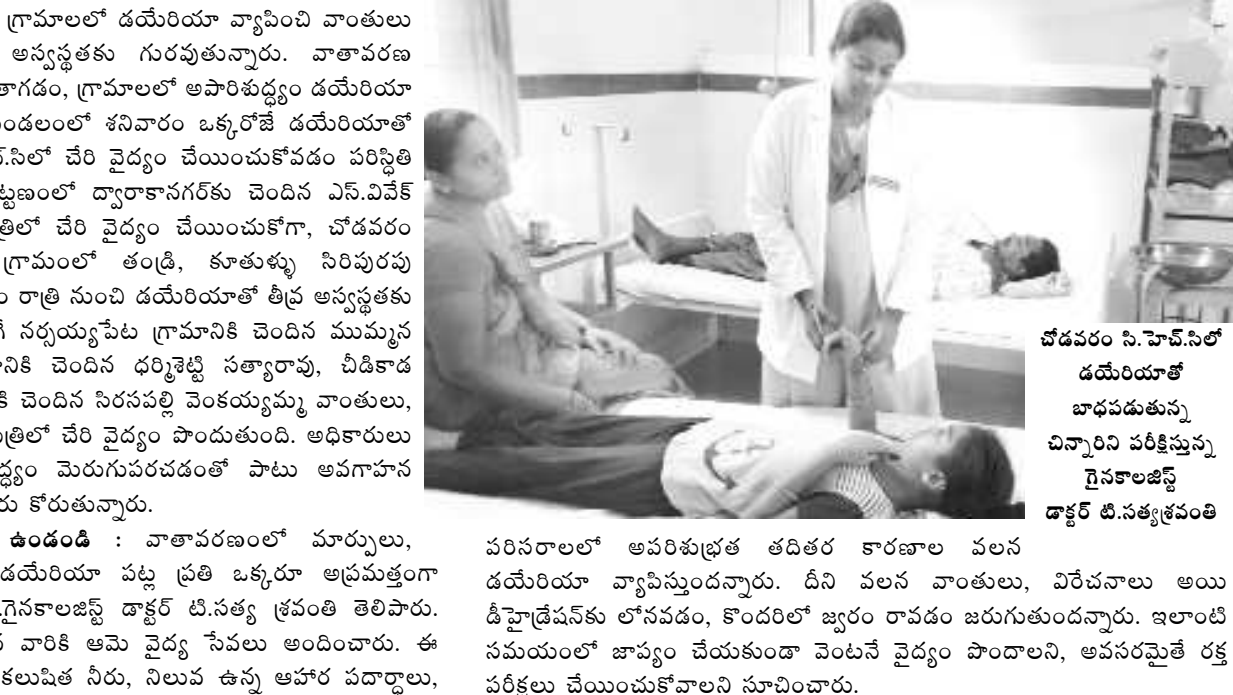 గ్రామాలలో డయేరియా వ్యాపించి వాంతులు
అస్వస్థతకు గురవుతున్నారు. వాతావరణ
తాగడం, గ్రామాలలో అపారిశుద్ధ్యం డయేరియా
మండలంలో శనివారం ఒక్కరోజే డయేరియాతో
చేరి వైద్యం చేయించుకోవడం పరిస్థితి
ద్వారాకానగర్‌కు చెందిన ఎస్.వివేక్
చేరి వైద్యం చేయించుకోగా, చోడవరం
గ్రామంలో తండ్రి, కూతుళ్ళు సిరిపురపు
రాత్రి నుంచి డయేరియాతో తీవ్ర అస్వస్థతకు
నర్సయ్యపేట గ్రామానికి చెందిన ముమ్మన
చెందిన ధర్మిశెట్టి సత్యారావు, చీడికాడ
చెందిన సిరసపల్లి వెంకయ్యమ్మ వాంతులు,
చేరి వైద్యం పొందుతుంది. అధికారులు
మెరుగుపరచడంతో పాటు అవగాహన
కోరుతున్నారు.
ఉండండి : వాతావరణంలో మార్పులు,
డయేరియా పట్ల ప్రతి ఒక్కరూ అప్రమత్తంగా
గైనకాలజిస్ట్ డాక్టర్ టి.సత్య శ్రవంతి తెలిపారు.
వారికి ఆమె వైద్య సేవలు అందించారు. ఈ
కలుషిత నీరు, నిలువ ఉన్న ఆహార పదార్థాలు,
చోడవరం సి.హెచ్.సిలో
డయేరియాతో
బాధపడుతున్న
చిన్నారిని పరీక్షిస్తున్న
గైనకాలజిస్ట్
డాక్టర్ టి.సత్యశ్రవంతి
పరిసరాలలో అపరిశుభ్రత తదితర కారణాల వలన
డయేరియా వ్యాపిస్తుందన్నారు. దీని వలన వాంతులు, విరేచనాలు అయి
డీహైడ్రేషన్‌కు లోనవడం, కొందరిలో జ్వరం రావడం జరుగుతుందన్నారు. ఇలాంటి
సమయంలో జాప్యం చేయకుండా వెంటనే వైద్యం పొందాలని, అవసరమైతే రక్త
పరీక్షలు చేయించుకోవాలని సూచించారు.